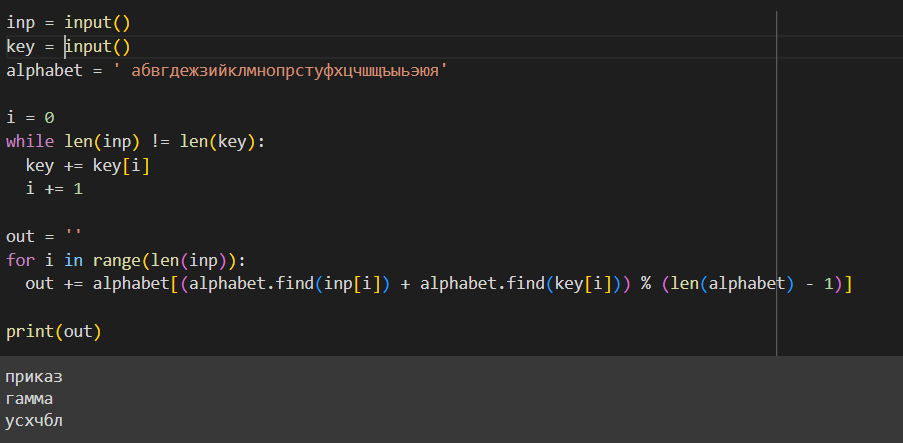 inp = input()
key = input()
alphabet = ' абвгдежзийклмнопрстуфхцчшщъыьэюя'
i = 0
while len(inp) != len(key):
  key += key[i]
  i += 1
out = ''
for i in range(len(inp)):
  out += alphabet[(alphabet.find(inp[i]) + alphabet.find(key[i])) % (len(alphabet) - 1)]
print(out)
приказ
гамма
усхчбл